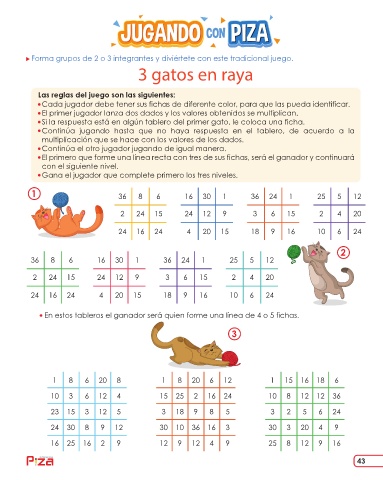 JUGANDO CON PIZA
Forma grupos de 2 o 3 integrantes y diviértete con este tradicional juego.
3 gatos en raya
Las reglas del juego son las siguientes:
•Cada jugador debe tener sus fichas de diferente color, para que las pueda identificar.
•El primer jugador lanza dos dados y los valores obtenidos se multiplican.
•Si la respuesta está en algún tablero del primer gato, le coloca una ficha.
•Continúa jugando hasta que no haya respuesta en el tablero, de acuerdo a la
multiplicación que se hace con los valores de los dados.
•Continúa el otro jugador jugando de igual manera.
•El primero que forme una línea recta con tres de sus fichas, será el ganador y continuará
con el siguiente nivel.
•Gana el jugador que complete primero los tres niveles.
1
36 8 6 16 30 1 36 24 1 25 5 12
2 24 15 24 12 9 3 6 15 2 4 20
24 16 24 4 20 15 18 9 16 10 6 24
2
36 8 6 16 30 1 36 24 1 25 5 12
2 24 15 24 12 9 3 6 15 2 4 20
24 16 24 4 20 15 18 9 16 10 6 24
• En estos tableros el ganador será quien forme una línea de 4 o 5 fichas.
3
1 8 6 20 8 1 8 20 6 12 1 15 16 18 6
10 3 6 12 4 15 25 2 16 24 10 8 12 12 36
23 15 3 12 5 3 18 9 8 5 3 2 5 6 24
24 30 8 9 12 30 10 36 16 3 30 3 20 4 9
16 25 16 2 9 12 9 12 4 9 25 8 12 9 16
Piza
43